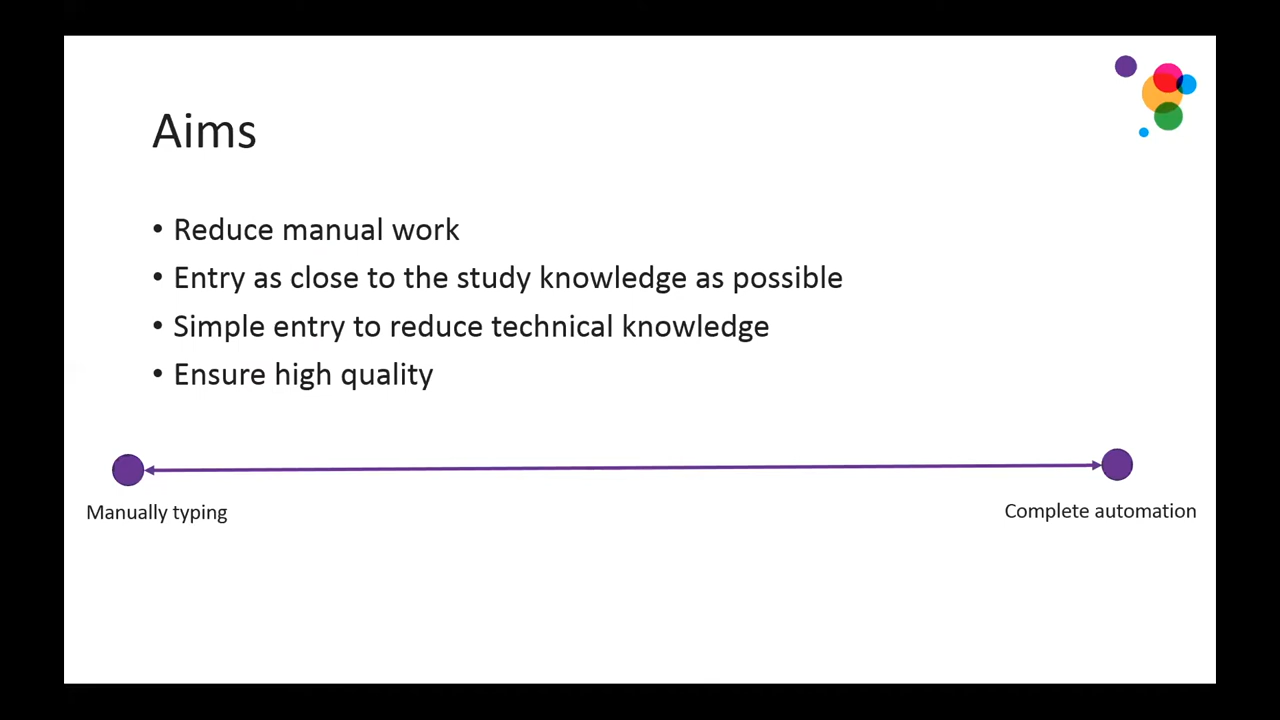 Aims
• Reduce manual work
• Entry as close to the study knowledge as possible
• Simple entry to reduce technical knowledge
• Ensure high quality
Manually typing
Complete automation